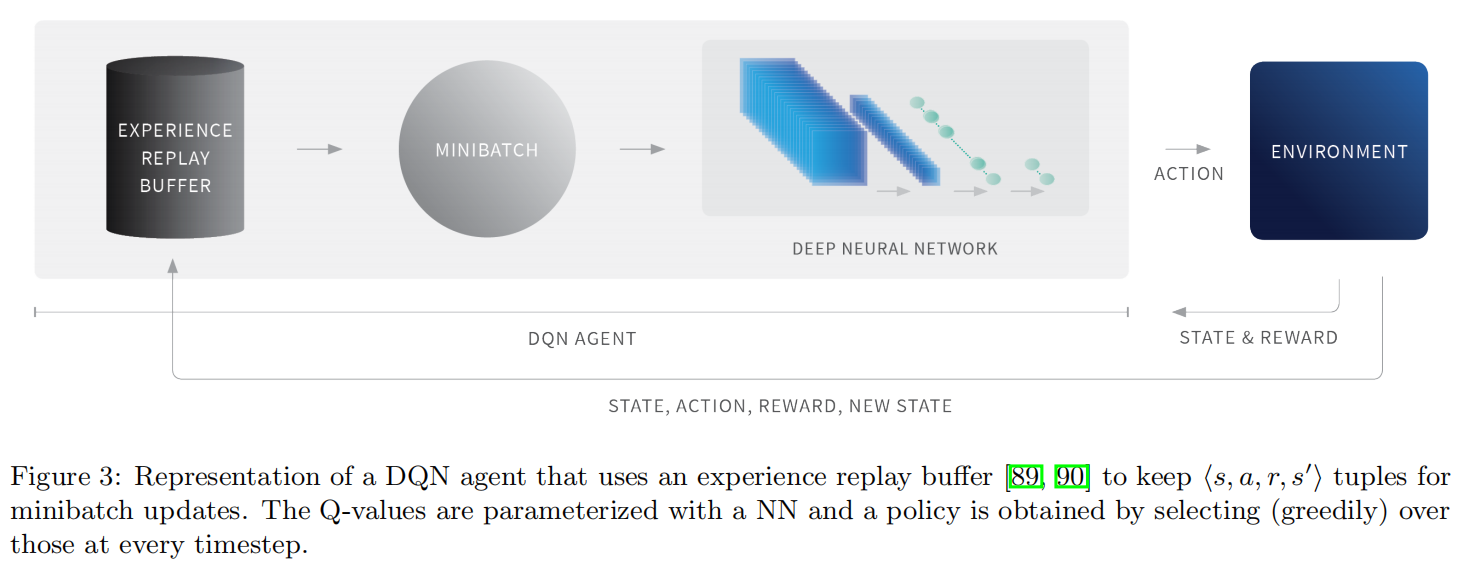 EXPERIENCE
REPLAY
BUFFER
MINIBATCH
DEEP NEURAL NETWORK
ACTION
ENVIRONMENT
DQN AGENT
STATE & REWARD
STATE, ACTION, REWARD, NEW STATE
Figure 3: Representation of a DQN agent that uses an experience replay buffer [89, 90] to keep ⟨s, a, r, s′⟩ tuples for
minibatch updates. The Q-values are parameterized with a NN and a policy is obtained by selecting (greedily) over
those at every timestep.